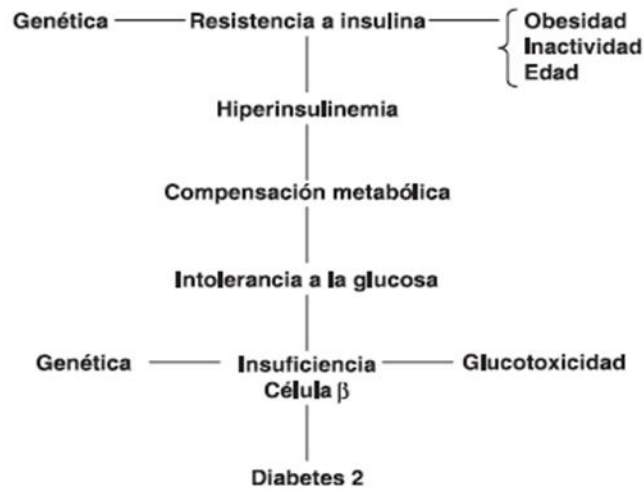 Genética Resistencia a insulina Obesidad
Inactividad
Edad
Hiperinsulinemia
Compensación metabólica
Intolerancia a la glucosa
Genética Insuficiencia Glucotoxicidad
Célula β
Diabetes 2